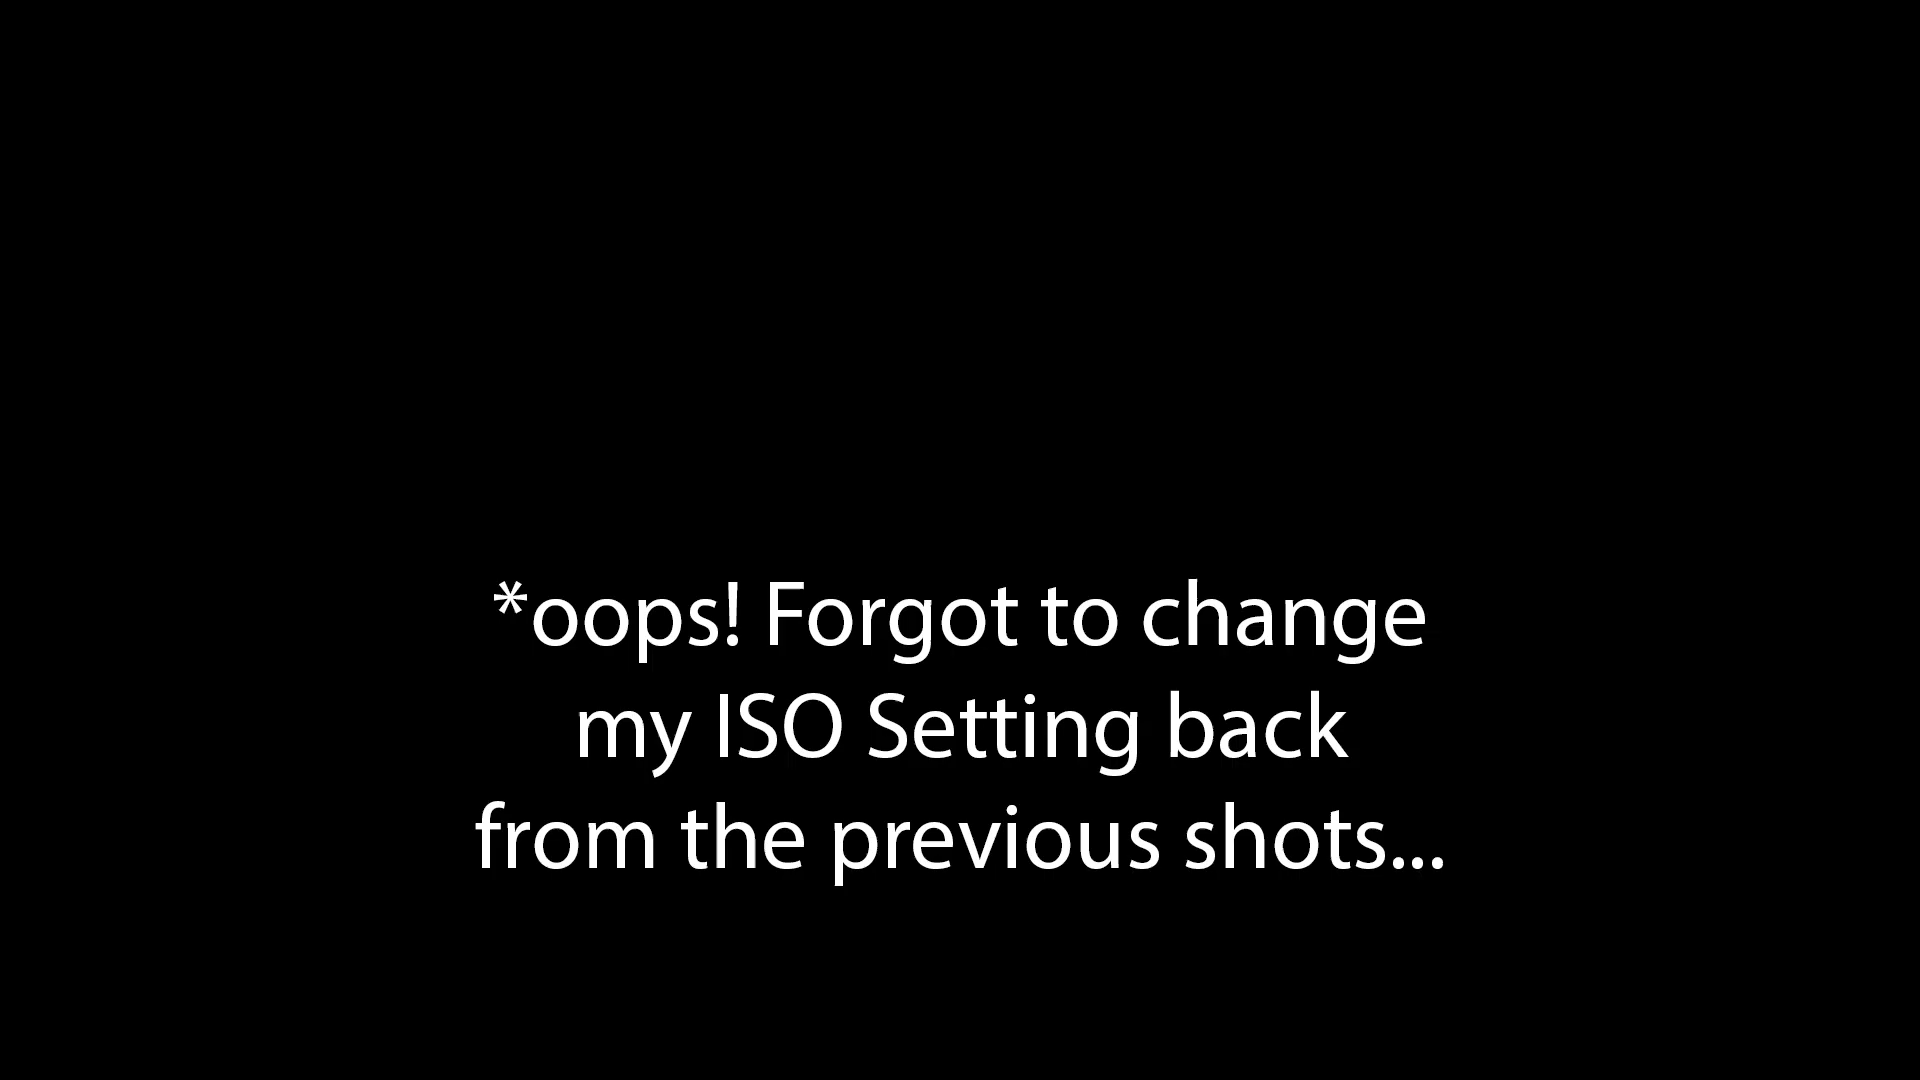 *oops! Forgot to change
my ISO Setting back
from the previous shots...